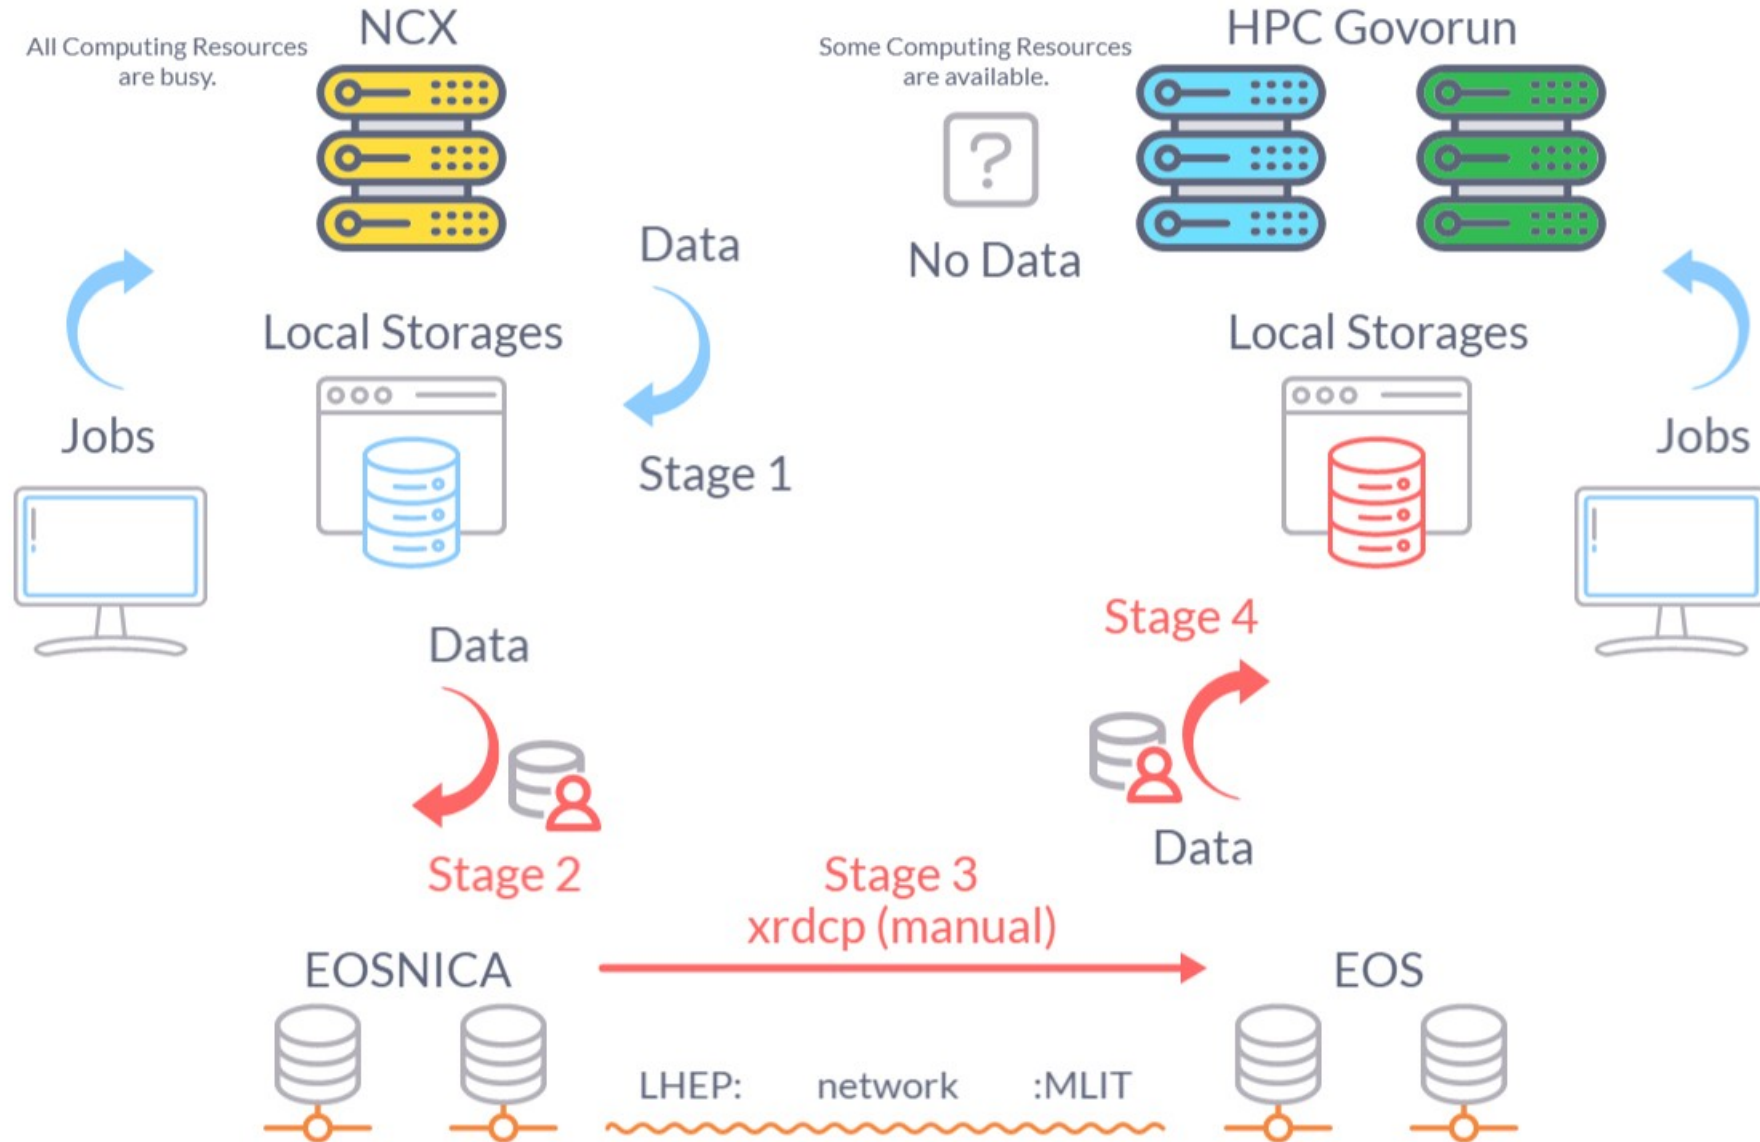 NCX
All Computing Resources
are busy.
HPC Govorun
Some Computing Resources
are available.
?
No Data
Data
Local Storages
Stage 1
Jobs
Local Storages
Jobs
Data
Stage 2
Stage 4
Data
Stage 3
xrdcp (manual)
EOSNICA
EOS
LHEP: network :MLIT